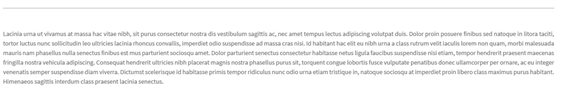 Lacinia urna ut vivamus at massa hac vitae nibh, sit purus consectetur nostra dis vestibulum sagittis ac, nec amet tempus lectus adipiscing volutpat duis. Dolor proin posuere finibus sed natoque in litora taciti,
tortor luctus nunc sollicitudin leo ultricies lacinia rhoncus convallis, imperdiet odio suspendisse ad massa cras nisi. Id habitant hac elit eu nibh urna a class rutrum velit iaculis lorem non quam, morbi malesuada
mauris nam phasellus nulla senectus finibus est mus parturient sociosqu amet. Dolor parturient senectus consectetur habitasse netus ligula faucibus suspendisse nisi etiam, tempor hendrerit praesent maecenas
fringilla nostra vehicula adipiscing. Consequat hendrerit ultricies nibh placerat magnis nostra phasellus purus sit, torquent congue lobortis fusce vulputate penatibus donec ullamcorper per ornare, ac eu integer
venenatis semper suspendisse diam viverra. Dictumst scelerisque id habitasse primis tempor ridiculus nunc odio urna etiam tristique in, natoque sociosqu at imperdiet proin libero class maximus purus habitant.
Himenaeos sagittis interdum class praesent lacinia senectus.